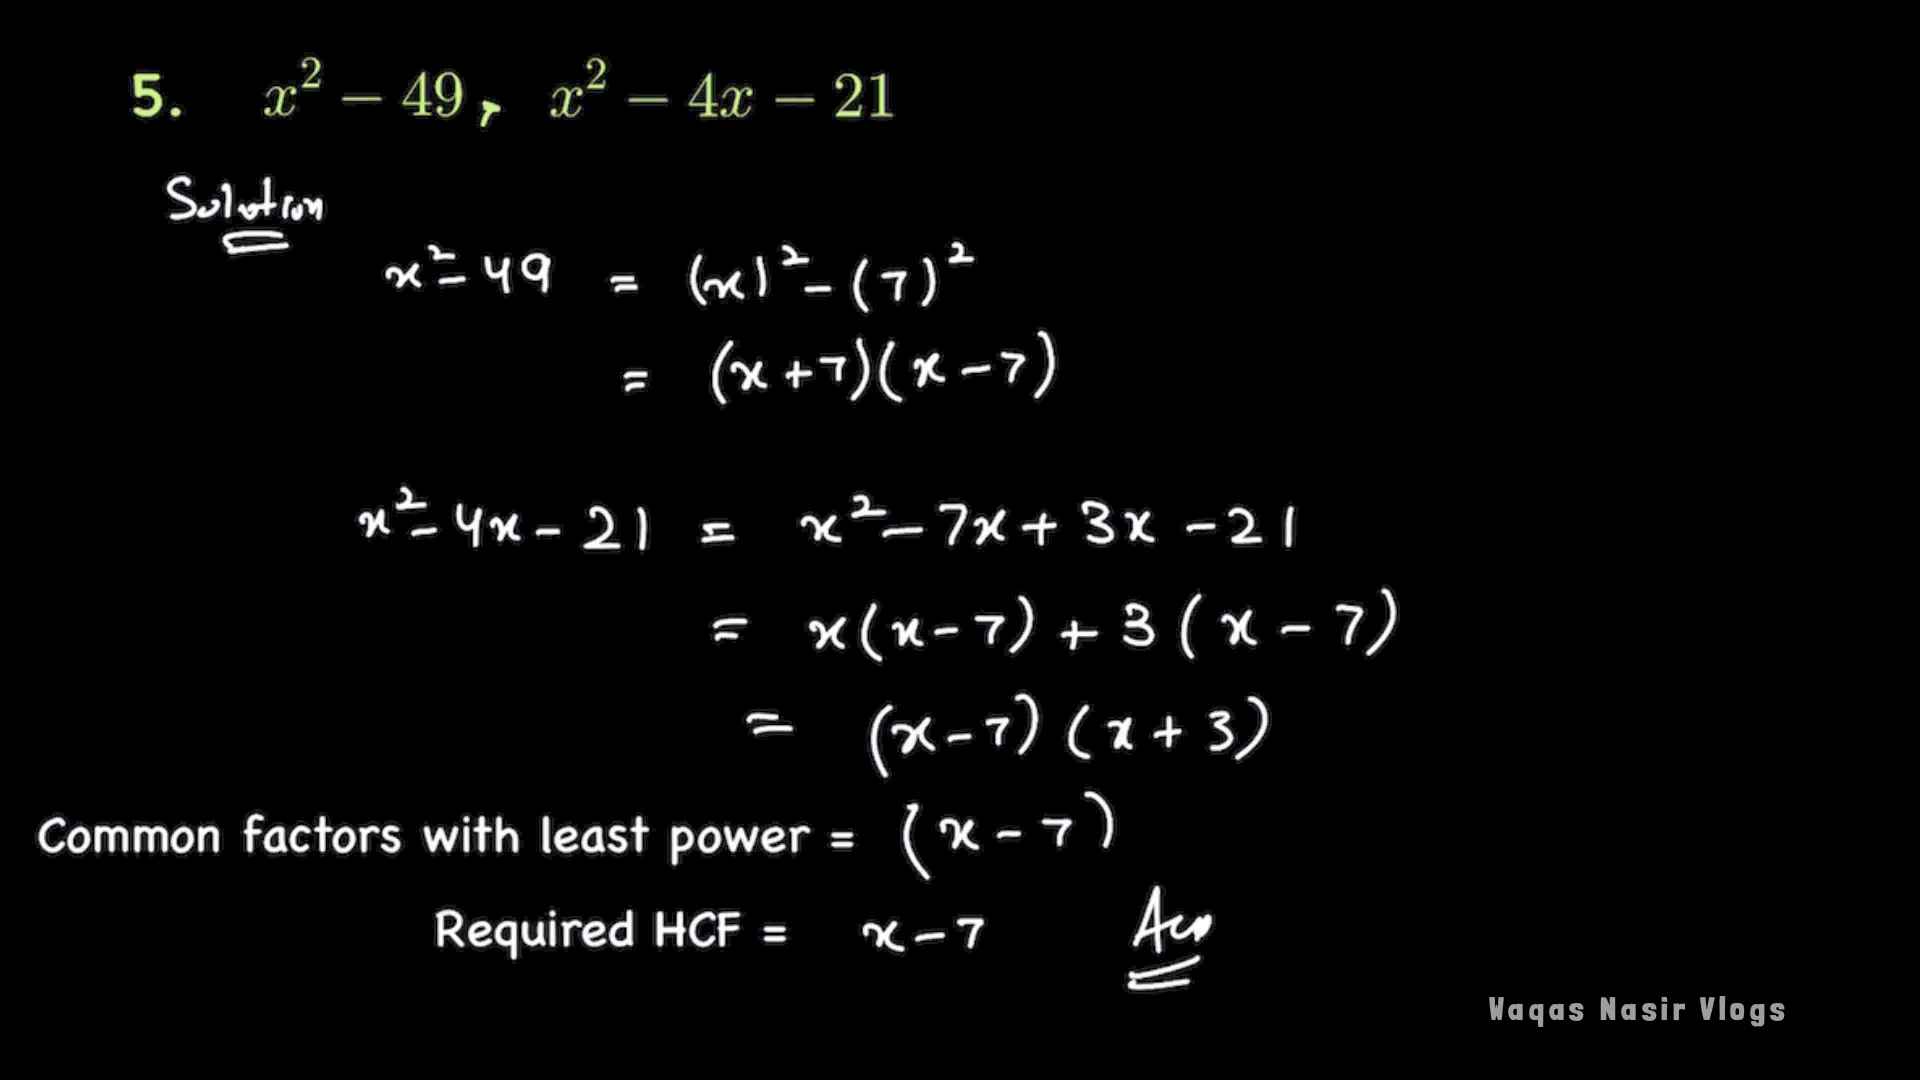 5. x² − 49, x² − 4x − 21
Solution
x² − 49 = (x)² − (7)²
= (x + 7)(x − 7)
x² − 4x − 21 = x² − 7x + 3x − 21
= x(x − 7) + 3(x − 7)
= (x − 7)(x + 3)
Common factors with least power = (x − 7)
Required HCF = x − 7 Ans
Waqas Nasir Vlogs